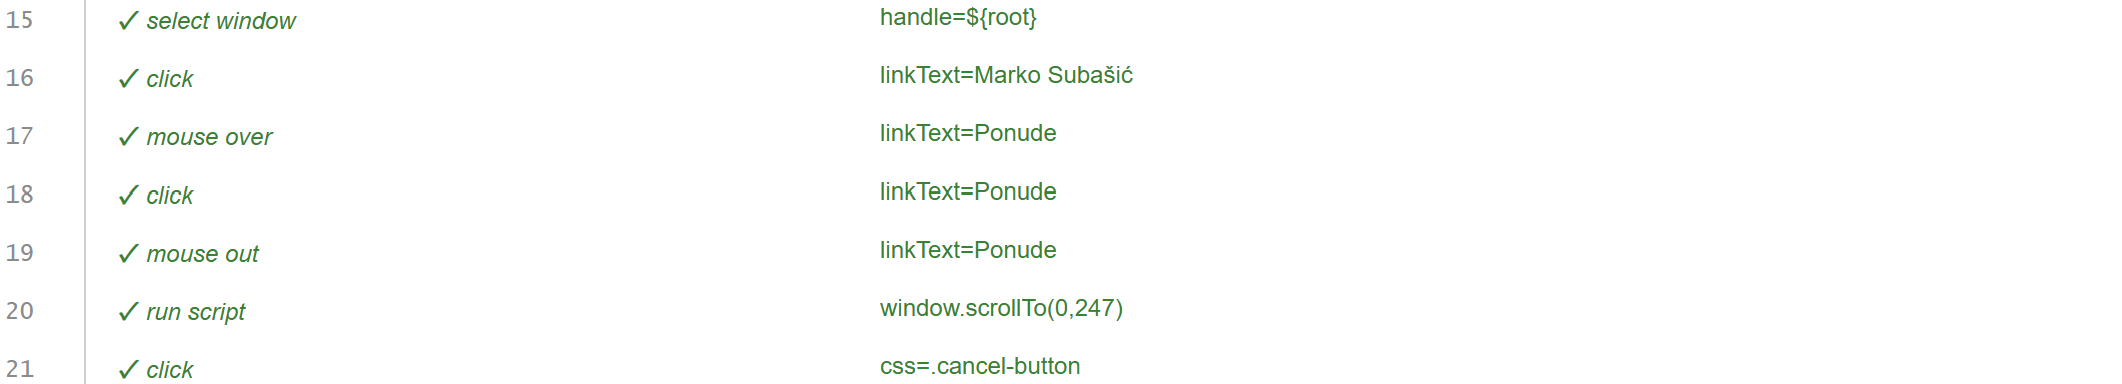 15 ✓ select window handle=${root}
16 ✓ click linkText=Marko Subašić
17 ✓ mouse over linkText=Ponude
18 ✓ click linkText=Ponude
19 ✓ mouse out linkText=Ponude
20 ✓ run script window.scrollTo(0,247)
21 ✓ click css=.cancel-button